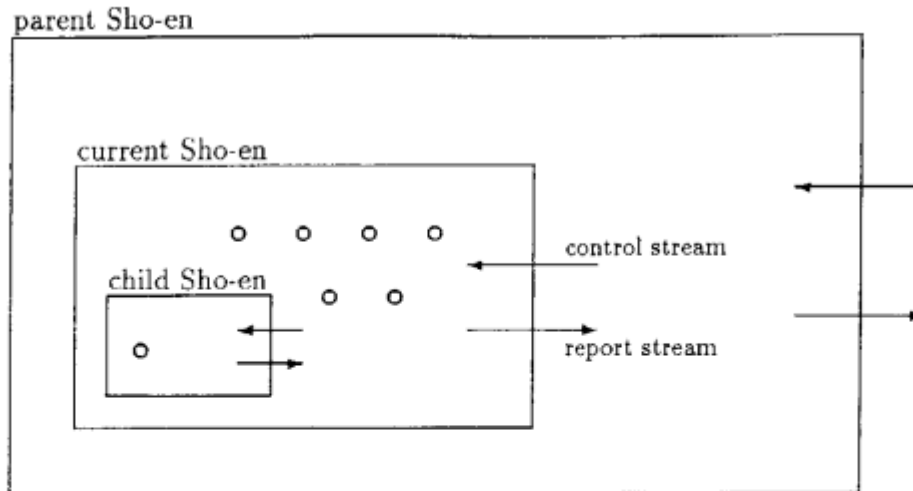 parent Sho-en
current Sho-en
control stream
child Sho-en
report stream